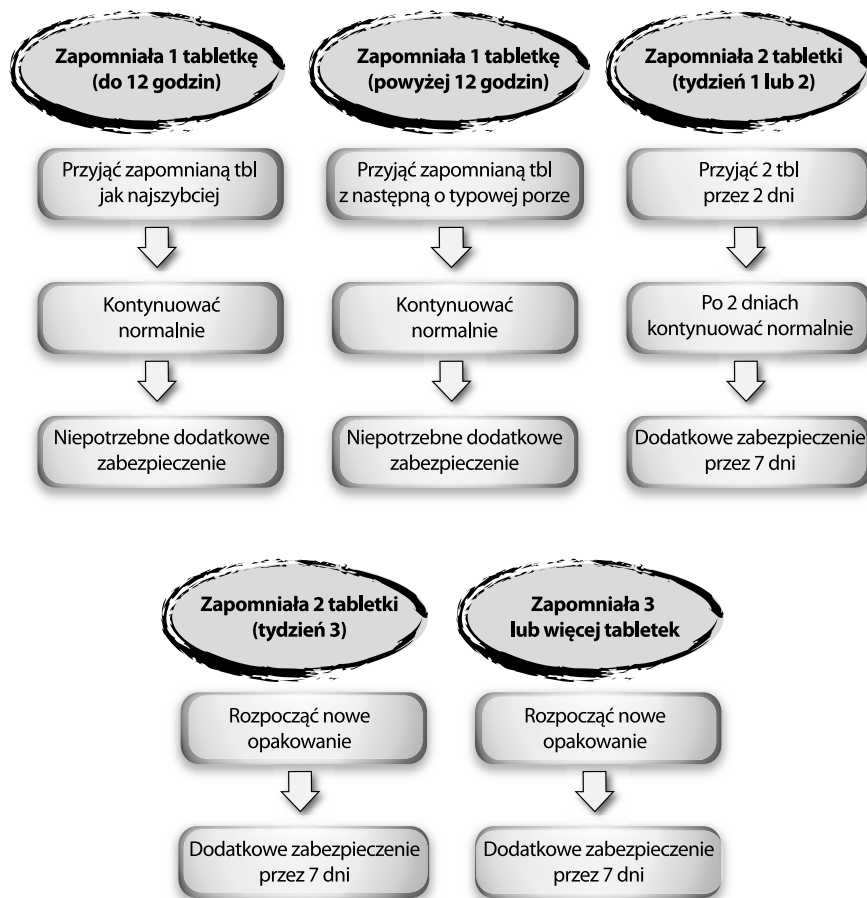 Zapomniała 1 tabletkę
(do 12 godzin)
Przyjąć zapomnianą tbl
jak najszybciej
Kontynuować
normalnie
Niepotrzebne dodatkowe
zabezpieczenie
Zapomniała 1 tabletkę
(powyżej 12 godzin)
Przyjąć zapomnianą tbl
z następną o typowej porze
Kontynuować
normalnie
Niepotrzebne dodatkowe
zabezpieczenie
Zapomniała 2 tabletki
(tydzień 1 lub 2)
Przyjąć 2 tbl
przez 2 dni
Po 2 dniach
kontynuować normalnie
Dodatkowe zabezpieczenie
przez 7 dni
Zapomniała 2 tabletki
(tydzień 3)
Rozpocząć nowe
opakowanie
Dodatkowe zabezpieczenie
przez 7 dni
Zapomniała 3
lub więcej tabletek
Rozpocząć nowe
opakowanie
Dodatkowe zabezpieczenie
przez 7 dni